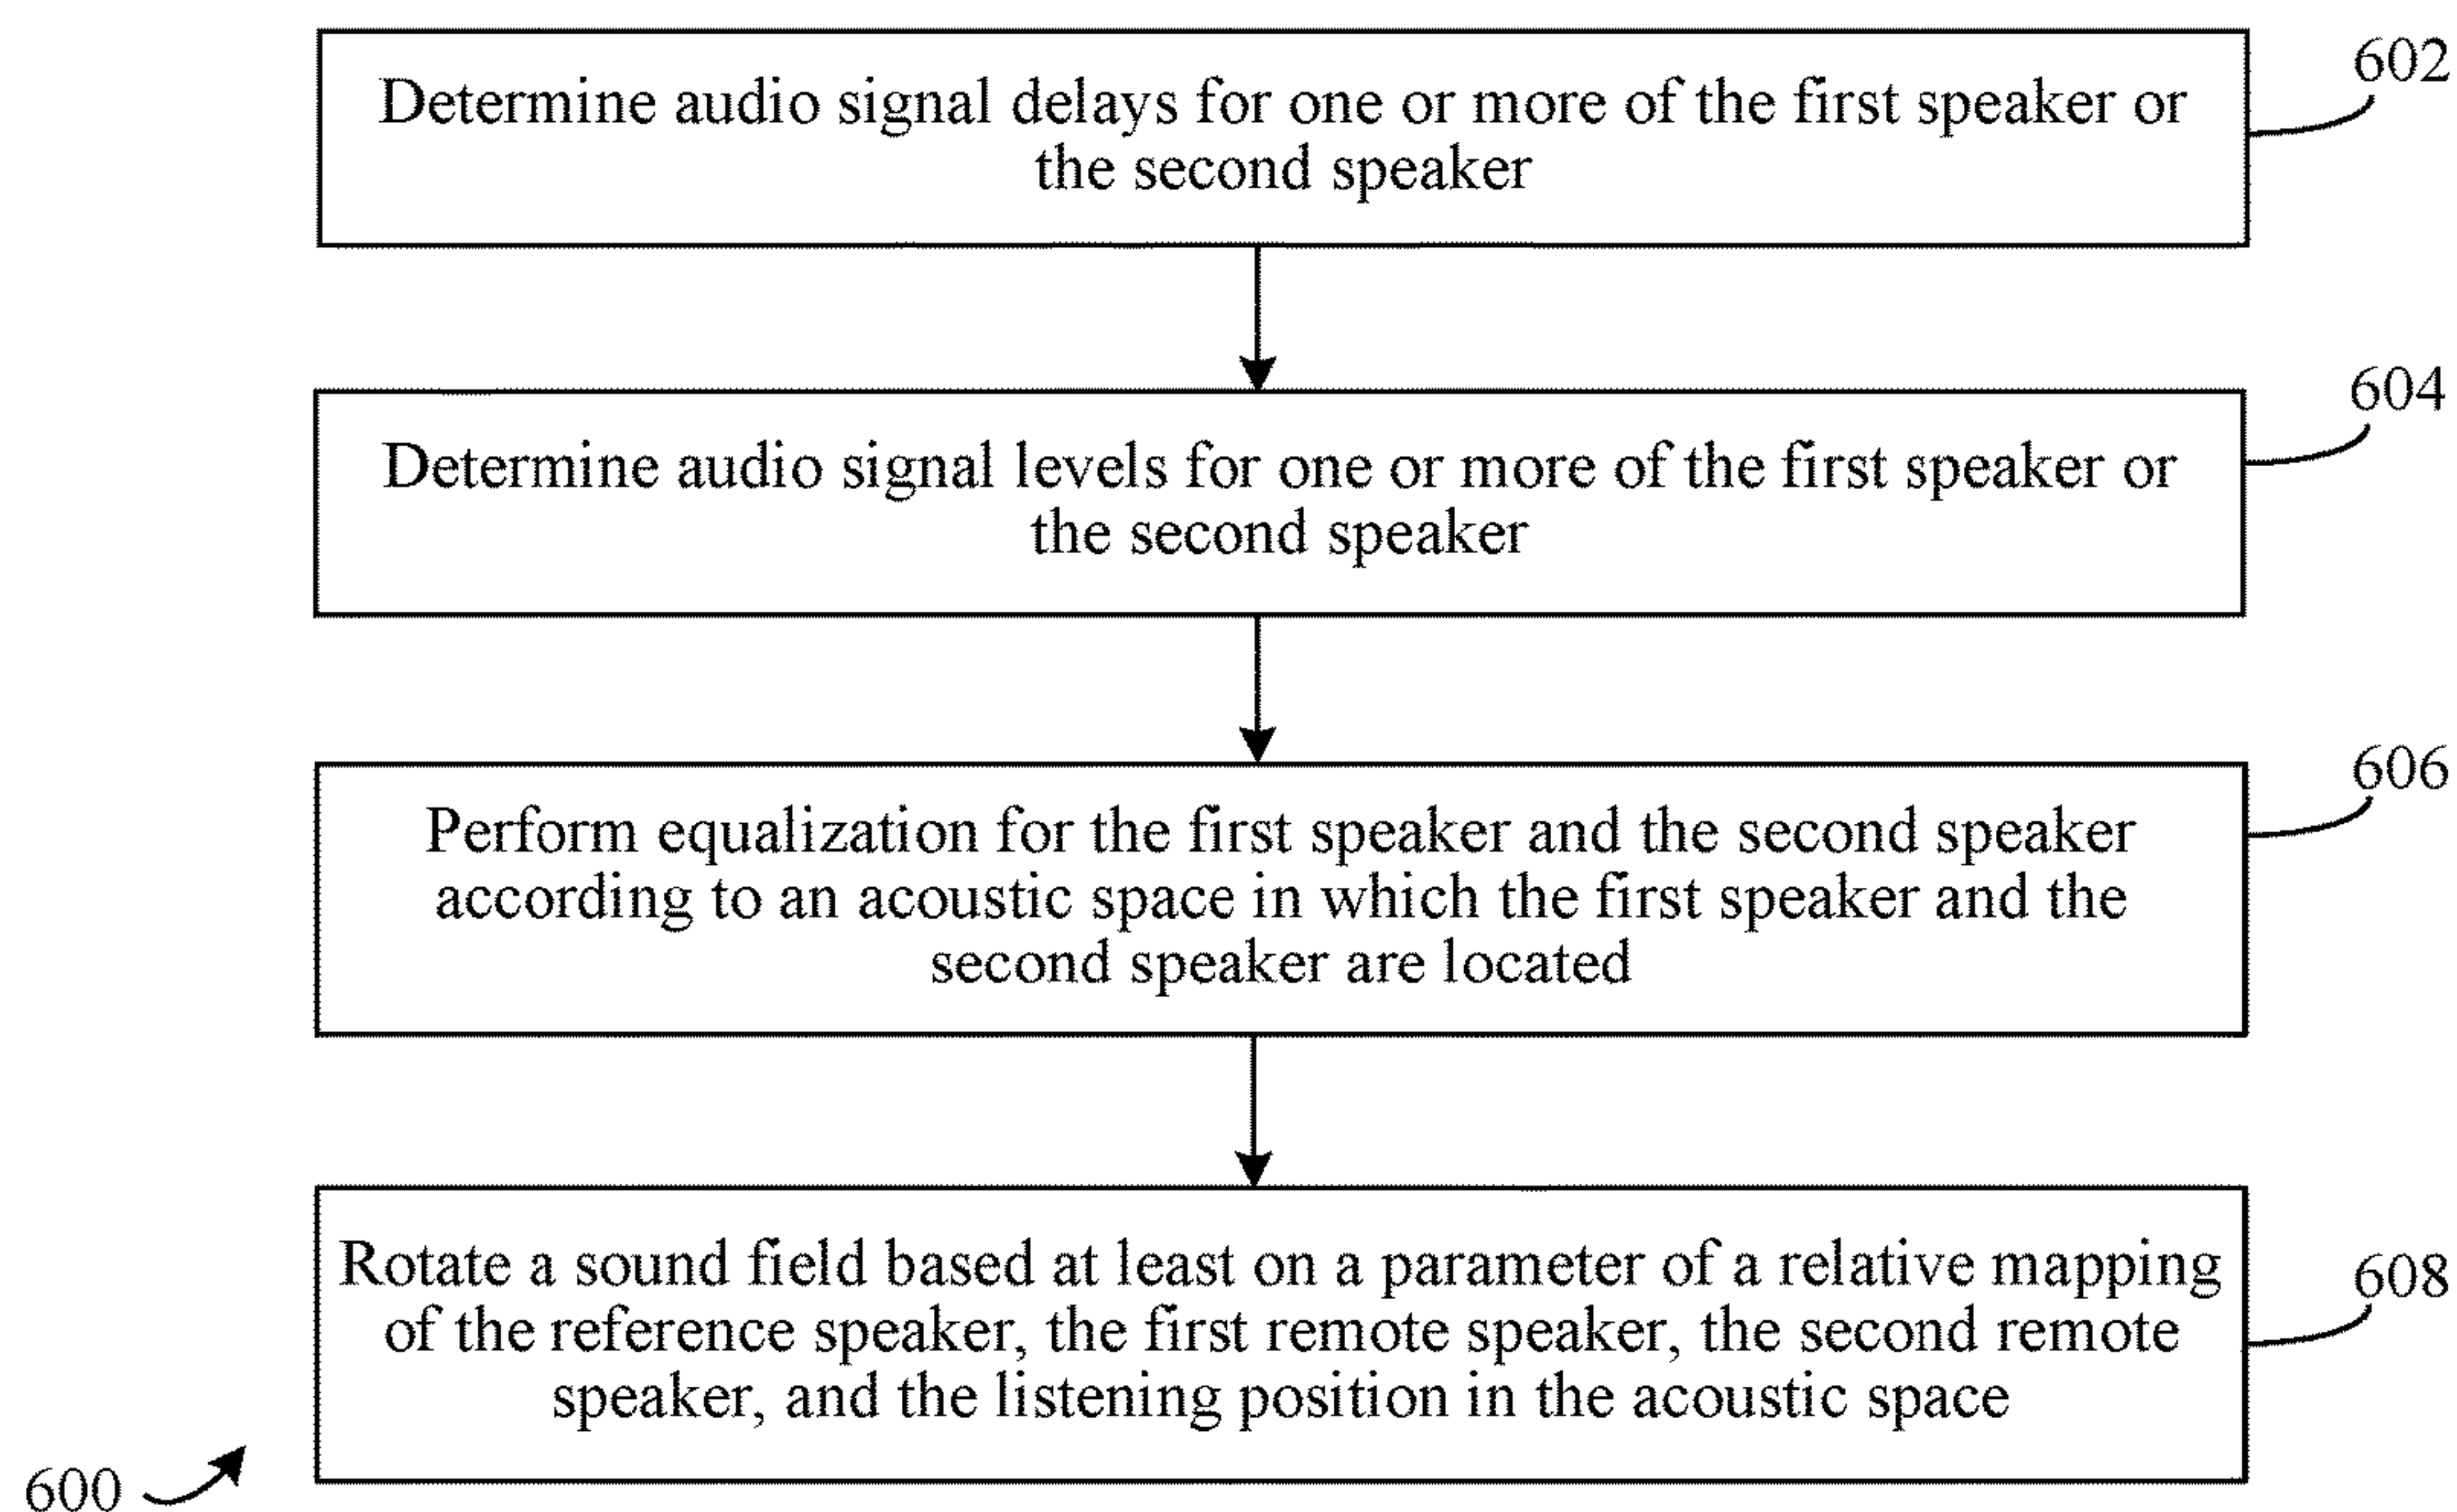 Determine audio signal delays for one or more of the first speaker or
the second speaker
602
Determine audio signal levels for one or more of the first speaker or
the second speaker
604
Perform equalization for the first speaker and the second speaker
according to an acoustic space in which the first speaker and the
second speaker are located
606
Rotate a sound field based at least on a parameter of a relative mapping
of the reference speaker, the first remote speaker, the second remote
speaker, and the listening position in the acoustic space
608
600